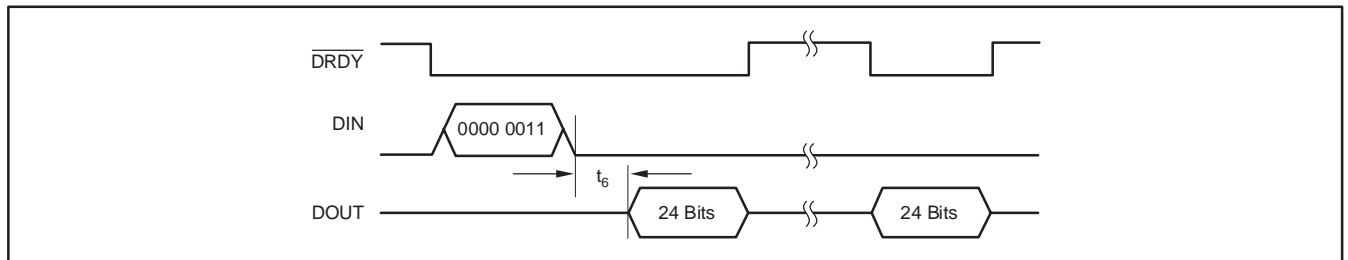 DRDY
DIN
0000 0011
t6
DOUT
24 Bits
24 Bits